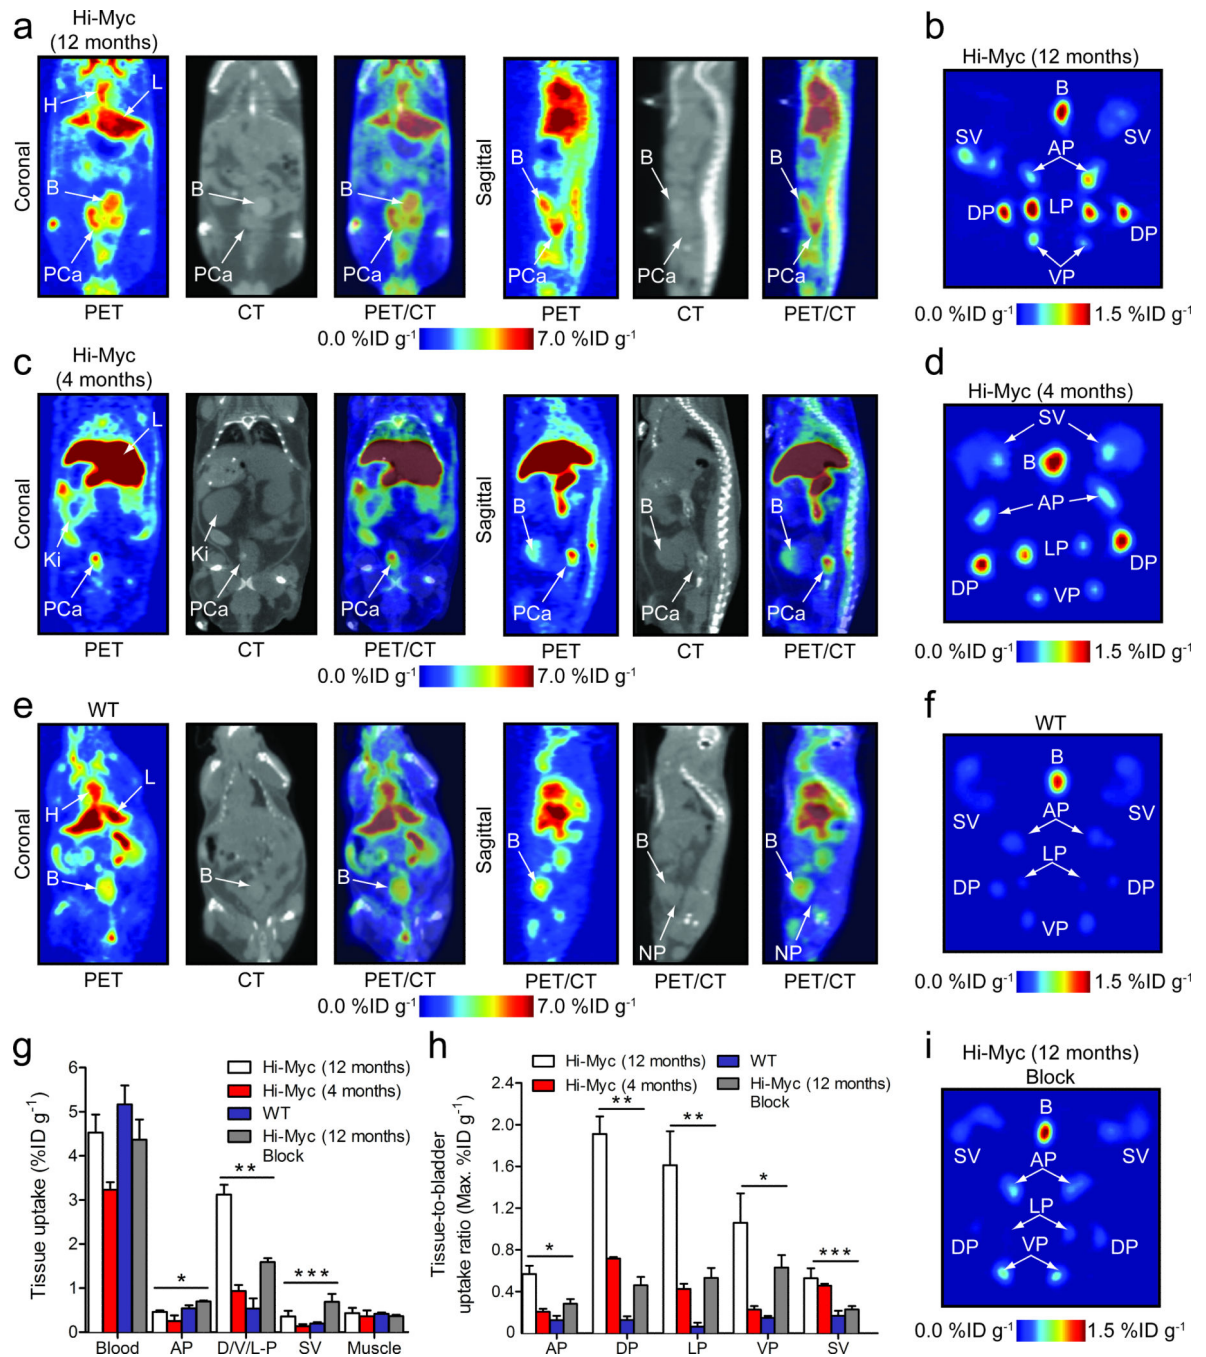 a
Hi-Myc
(12 months)
Coronal
H
L
B
PCa
B
PCa
B
PCa
Sagittal
B
PCa
B
PCa
B
PCa
PET
CT
PET/CT
PET
CT
PET/CT
0.0 %ID g-1
7.0 %ID g-1
b
Hi-Myc (12 months)
B
SV
SV
AP
DP
LP
DP
VP
0.0 %ID g-1
1.5 %ID g-1
c
Hi-Myc
(4 months)
Coronal
L
Ki
PCa
Ki
PCa
PCa
Sagittal
B
PCa
B
PCa
B
PCa
PET
CT
PET/CT
PET
CT
PET/CT
0.0 %ID g-1
7.0 %ID g-1
d
Hi-Myc (4 months)
SV
B
AP
LP
DP
DP
VP
0.0 %ID g-1
1.5 %ID g-1
e
WT
Coronal
H
L
B
B
B
Sagittal
B
B
NP
B
NP
PET
CT
PET/CT
PET/CT
PET/CT
PET/CT
0.0 %ID g-1
7.0 %ID g-1
f
WT
B
SV
AP
SV
LP
DP
DP
VP
0.0 %ID g-1
1.5 %ID g-1
g
Hi-Myc (12 months)
Hi-Myc (4 months)
WT
Hi-Myc (12 months)
Block
Tissue uptake (%ID g-1)
6
5
4
3
2
1
0
*
**
***
Blood
AP
D/V/L-P
SV
Muscle
h
Hi-Myc (12 months)
Hi-Myc (4 months)
WT
Hi-Myc (12 months)
Block
Tissue-to-bladder
uptake ratio (Max. %ID g-1)
2.4
2.0
1.6
1.2
0.8
0.4
0
*
**
**
*
***
AP
DP
LP
VP
SV
i
Hi-Myc (12 months)
Block
B
SV
AP
SV
LP
DP
VP
DP
0.0 %ID g-1
1.5 %ID g-1